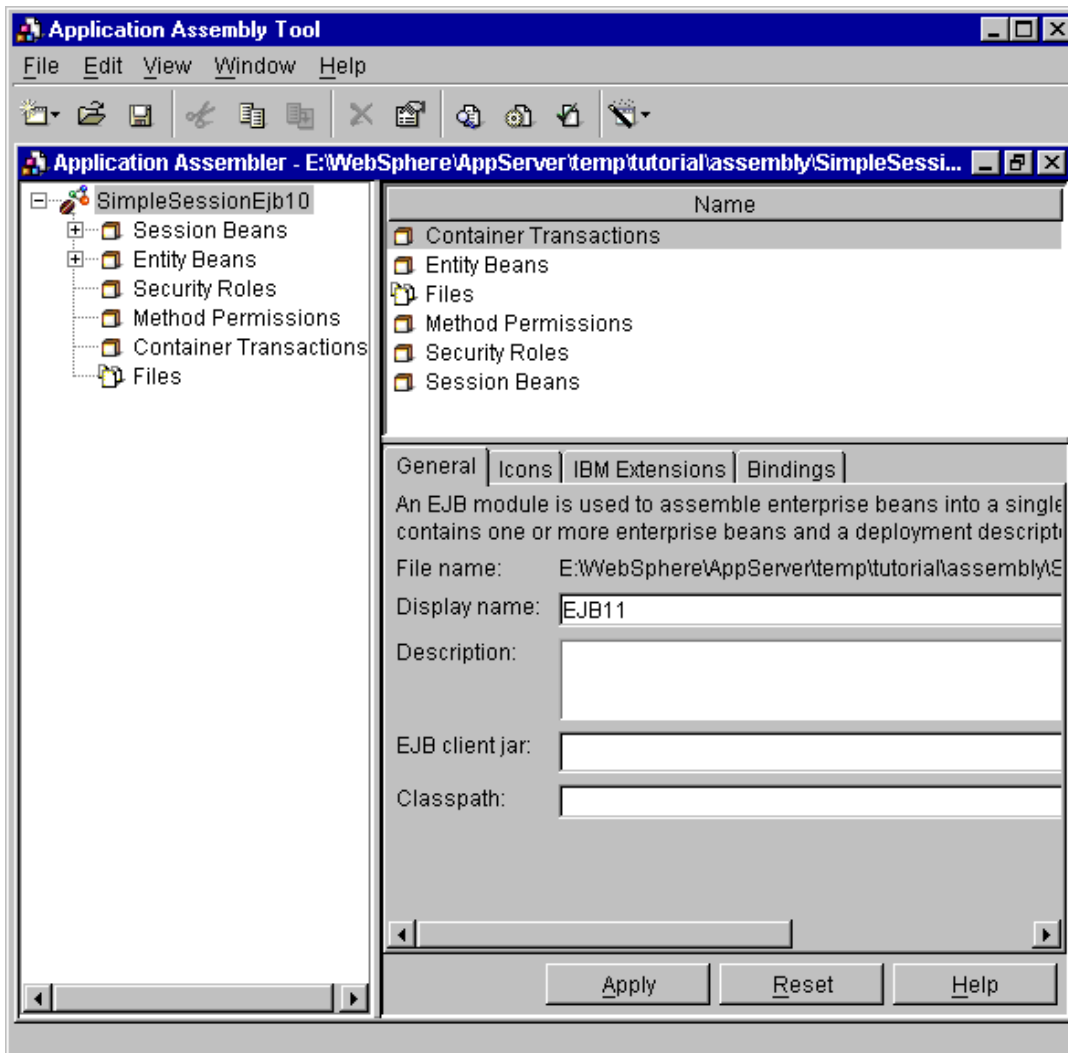 Application Assembly Tool
File Edit View Window Help
Application Assembler - E:\WebSphere\AppServer\temp\tutorial\assembly\SimpleSessi...
SimpleSessionEjb10
Session Beans
Entity Beans
Security Roles
Method Permissions
Container Transactions
Files
Name
Container Transactions
Entity Beans
Files
Method Permissions
Security Roles
Session Beans
General Icons IBM Extensions Bindings
An EJB module is used to assemble enterprise beans into a single
contains one or more enterprise beans and a deployment descript
File name: E:\WebSphere\AppServer\temp\tutorial\assembly\S
Display name: EJB11
Description:
EJB client jar:
Classpath:
Apply Reset Help